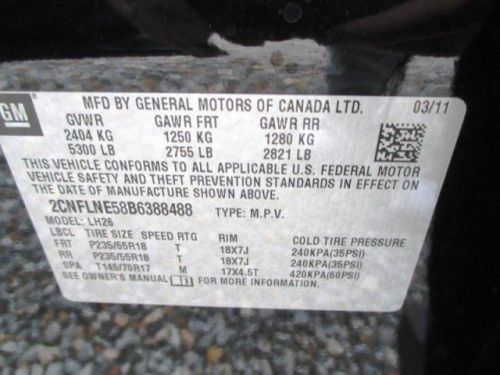 GM
MFD BY GENERAL MOTORS OF CANADA LTD. 03/11
GVWR GAWR FRT GAWR RR
2404 KG 1250 KG 1280 KG
5300 LB 2755 LB 2821 LB
THIS VEHICLE CONFORMS TO ALL APPLICABLE U.S. FEDERAL MOTOR
VEHICLE SAFETY AND THEFT PREVENTION STANDARDS IN EFFECT ON
THE DATE OF MANUFACTURE SHOWN ABOVE.
2CNFLNE58B6388488 TYPE: M.P.V.
MODEL: LH26
LBCL TIRE SIZE SPEED RTG RIM COLD TIRE PRESSURE
FRT P235/55R18 T 18X7J 240KPA(35PSI)
RR P235/55R18 T 18X7J 240KPA(35PSI)
SPA T145/70R17 M 17X4.5T 420KPA(60PSI)
SEE OWNER'S MANUAL